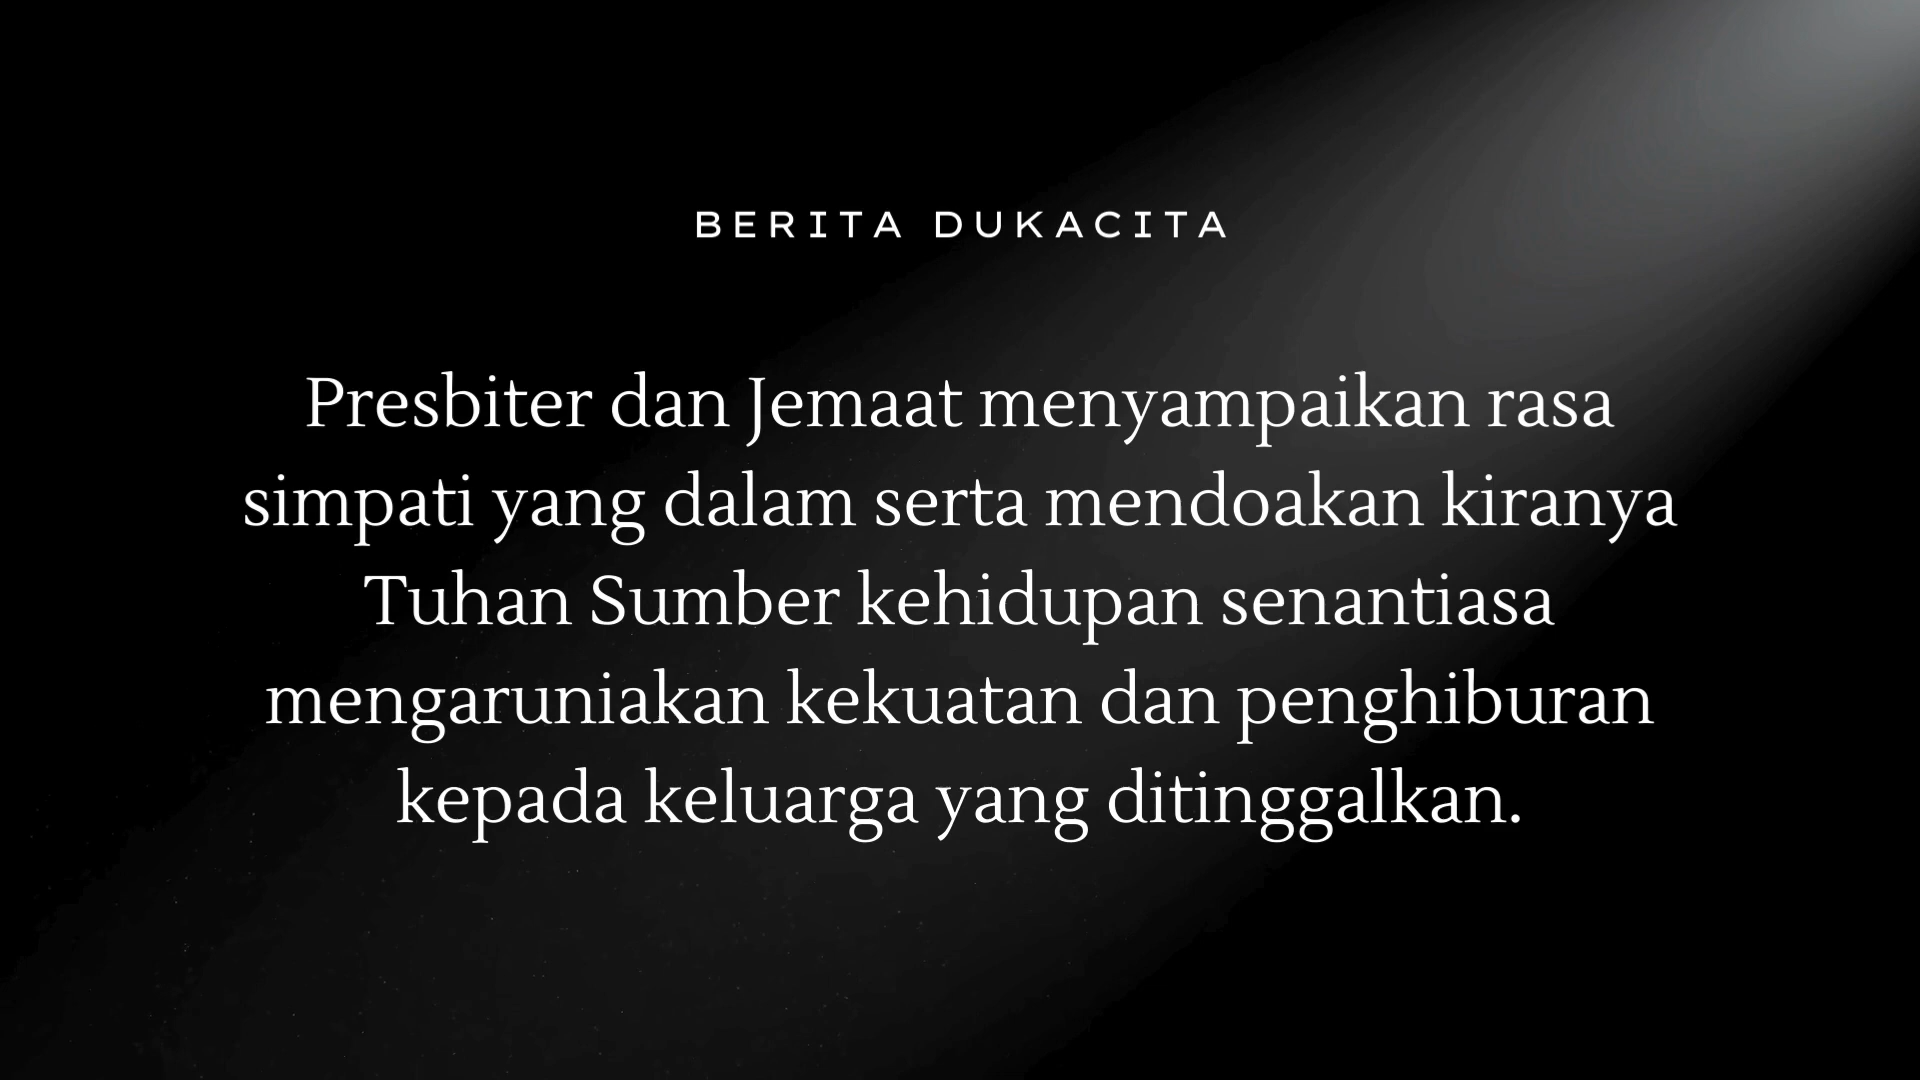 BERITA DUKACITA
Presbiter dan Jemaat menyampaikan rasa
simpati yang dalam serta mendoakan kiranya
Tuhan Sumber kehidupan senantiasa
mengaruniakan kekuatan dan penghiburan
kepada keluarga yang ditinggalkan.